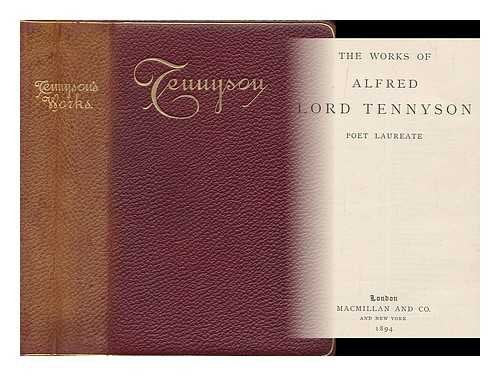 Tennyson's
Works
Tennyson
THE WORKS OF
ALFRED
LORD TENNYSON
POET LAUREATE
London
MACMILLAN AND CO.
AND NEW YORK
1894